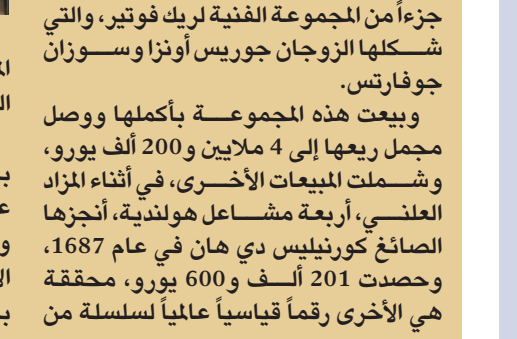 جزءاً من المجموعة الفنية لريك فوتير، والتي
شكلها الزوجان جوريس أونزا وسوزان
جوفارتس.
وبيعت هذه المجموعة بأكملها ووصل
مجمل ريعها إلى 4 ملايين و200 ألف يورو،
وشملت المبيعات الأخرى، في أثناء المزاد
العلني، أربعة مشاعل هولندية، أنجزها
الصائغ كورنيليس دي هان في عام 1687،
وحصدت 201 ألف و600 يورو، محققة
هي الأخرى رقماً قياسياً عالمياً لسلسلة من